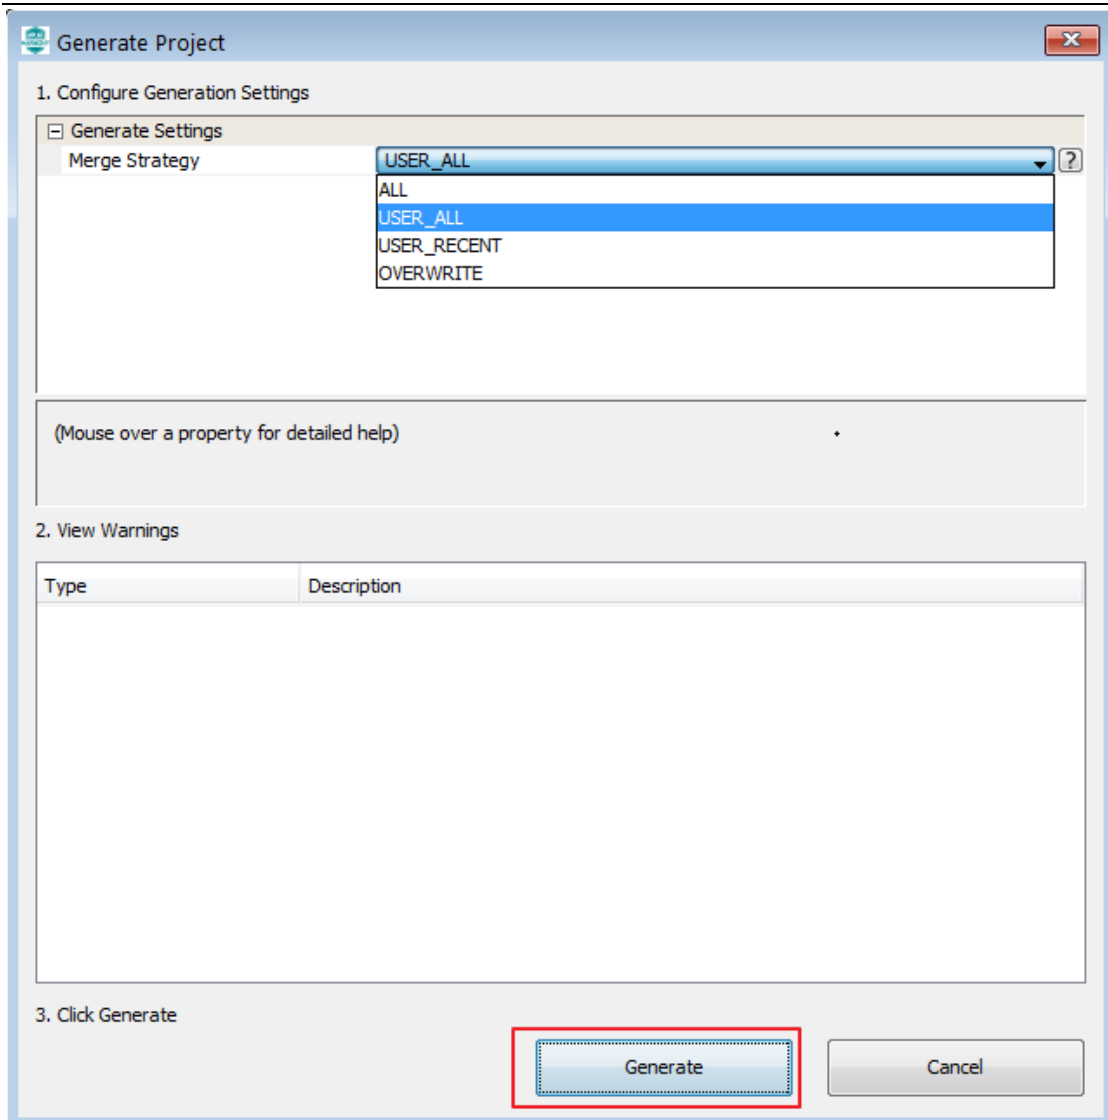 Generate Project
1. Configure Generation Settings
Generate Settings
Merge Strategy USER_ALL ?
ALL
USER_ALL
USER_RECENT
OVERWRITE
(Mouse over a property for detailed help)
2. View Warnings
Type Description
3. Click Generate
Generate Cancel